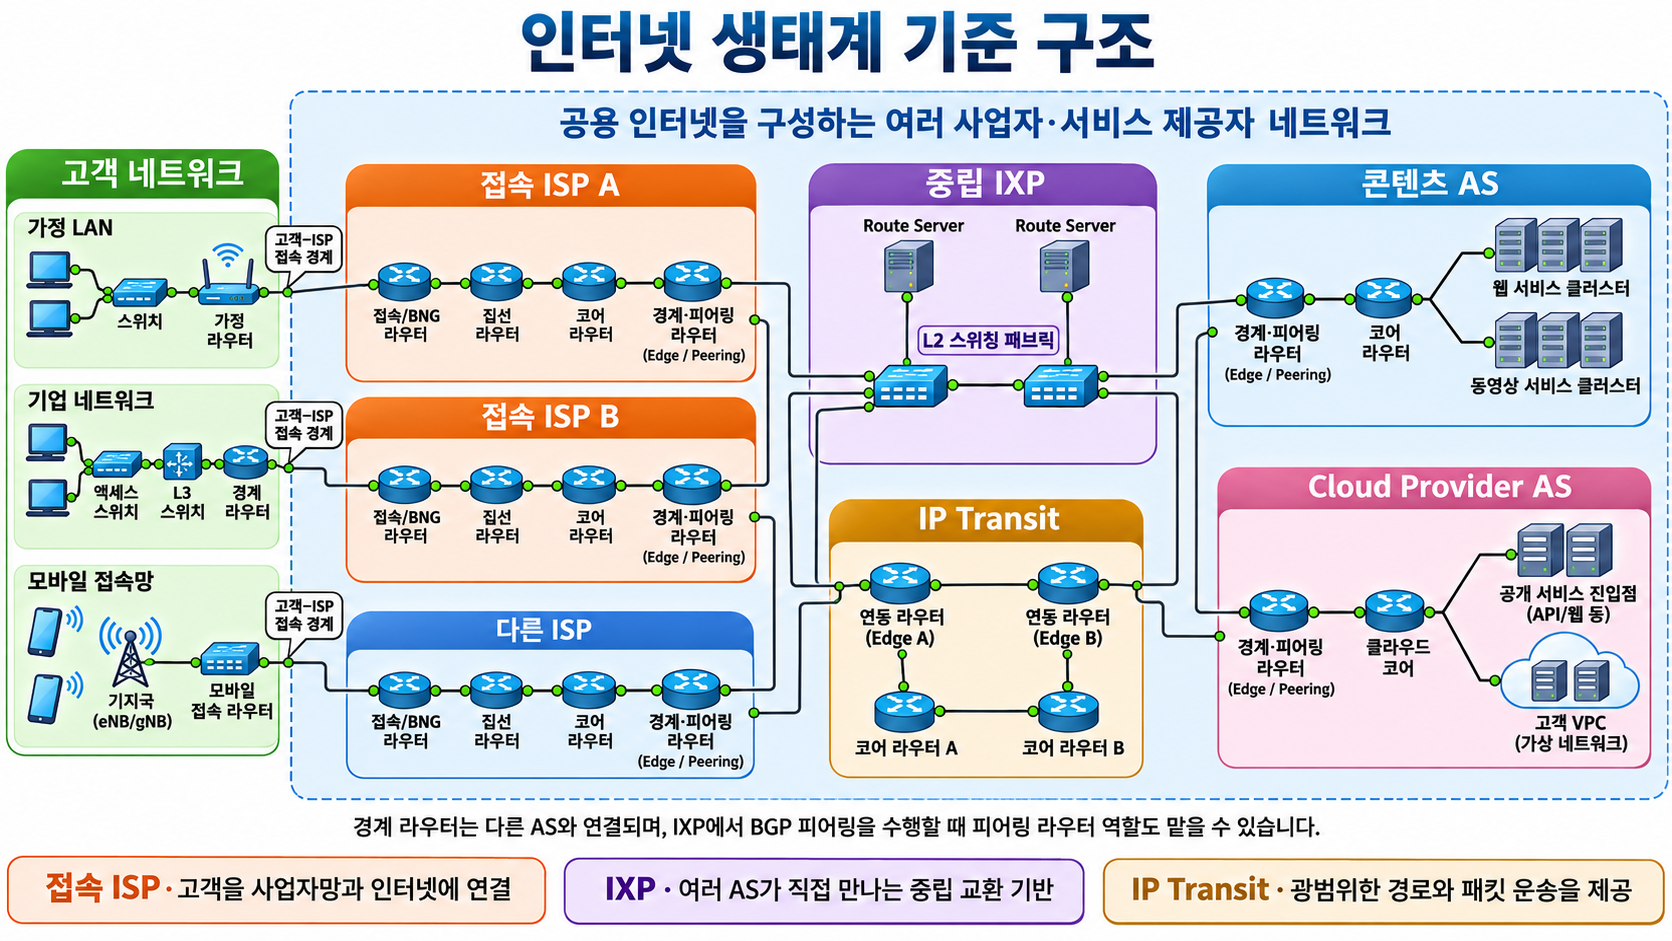 인터넷 생태계 기준 구조
공용 인터넷을 구성하는 여러 사업자·서비스 제공자 네트워크
고객 네트워크
가정 LAN
스위치
가정
라우터
고객–ISP
접속 경계
기업 네트워크
액세스
스위치
L3
스위치
경계
라우터
고객–ISP
접속 경계
모바일 접속망
기지국
(eNB/gNB)
모바일
접속 라우터
고객–ISP
접속 경계
접속 ISP A
접속/BNG
라우터
집선
라우터
코어
라우터
경계·피어링
라우터
(Edge / Peering)
접속 ISP B
접속/BNG
라우터
집선
라우터
코어
라우터
경계·피어링
라우터
(Edge / Peering)
다른 ISP
접속/BNG
라우터
집선
라우터
코어
라우터
경계·피어링
라우터
(Edge / Peering)
중립 IXP
Route Server
Route Server
L2 스위칭 패브릭
IP Transit
연동 라우터
(Edge A)
연동 라우터
(Edge B)
코어 라우터 A
코어 라우터 B
콘텐츠 AS
경계·피어링
라우터
(Edge / Peering)
코어
라우터
웹 서비스 클러스터
동영상 서비스 클러스터
Cloud Provider AS
경계·피어링
라우터
(Edge / Peering)
클라우드
코어
공개 서비스 진입점
(API/웹 등)
고객 VPC
(가상 네트워크)
경계 라우터는 다른 AS와 연결되며, IXP에서 BGP 피어링을 수행할 때 피어링 라우터 역할도 맡을 수 있습니다.
접속 ISP · 고객을 사업자망과 인터넷에 연결
IXP · 여러 AS가 직접 만나는 중립 교환 기반
IP Transit · 광범위한 경로와 패킷 운송을 제공